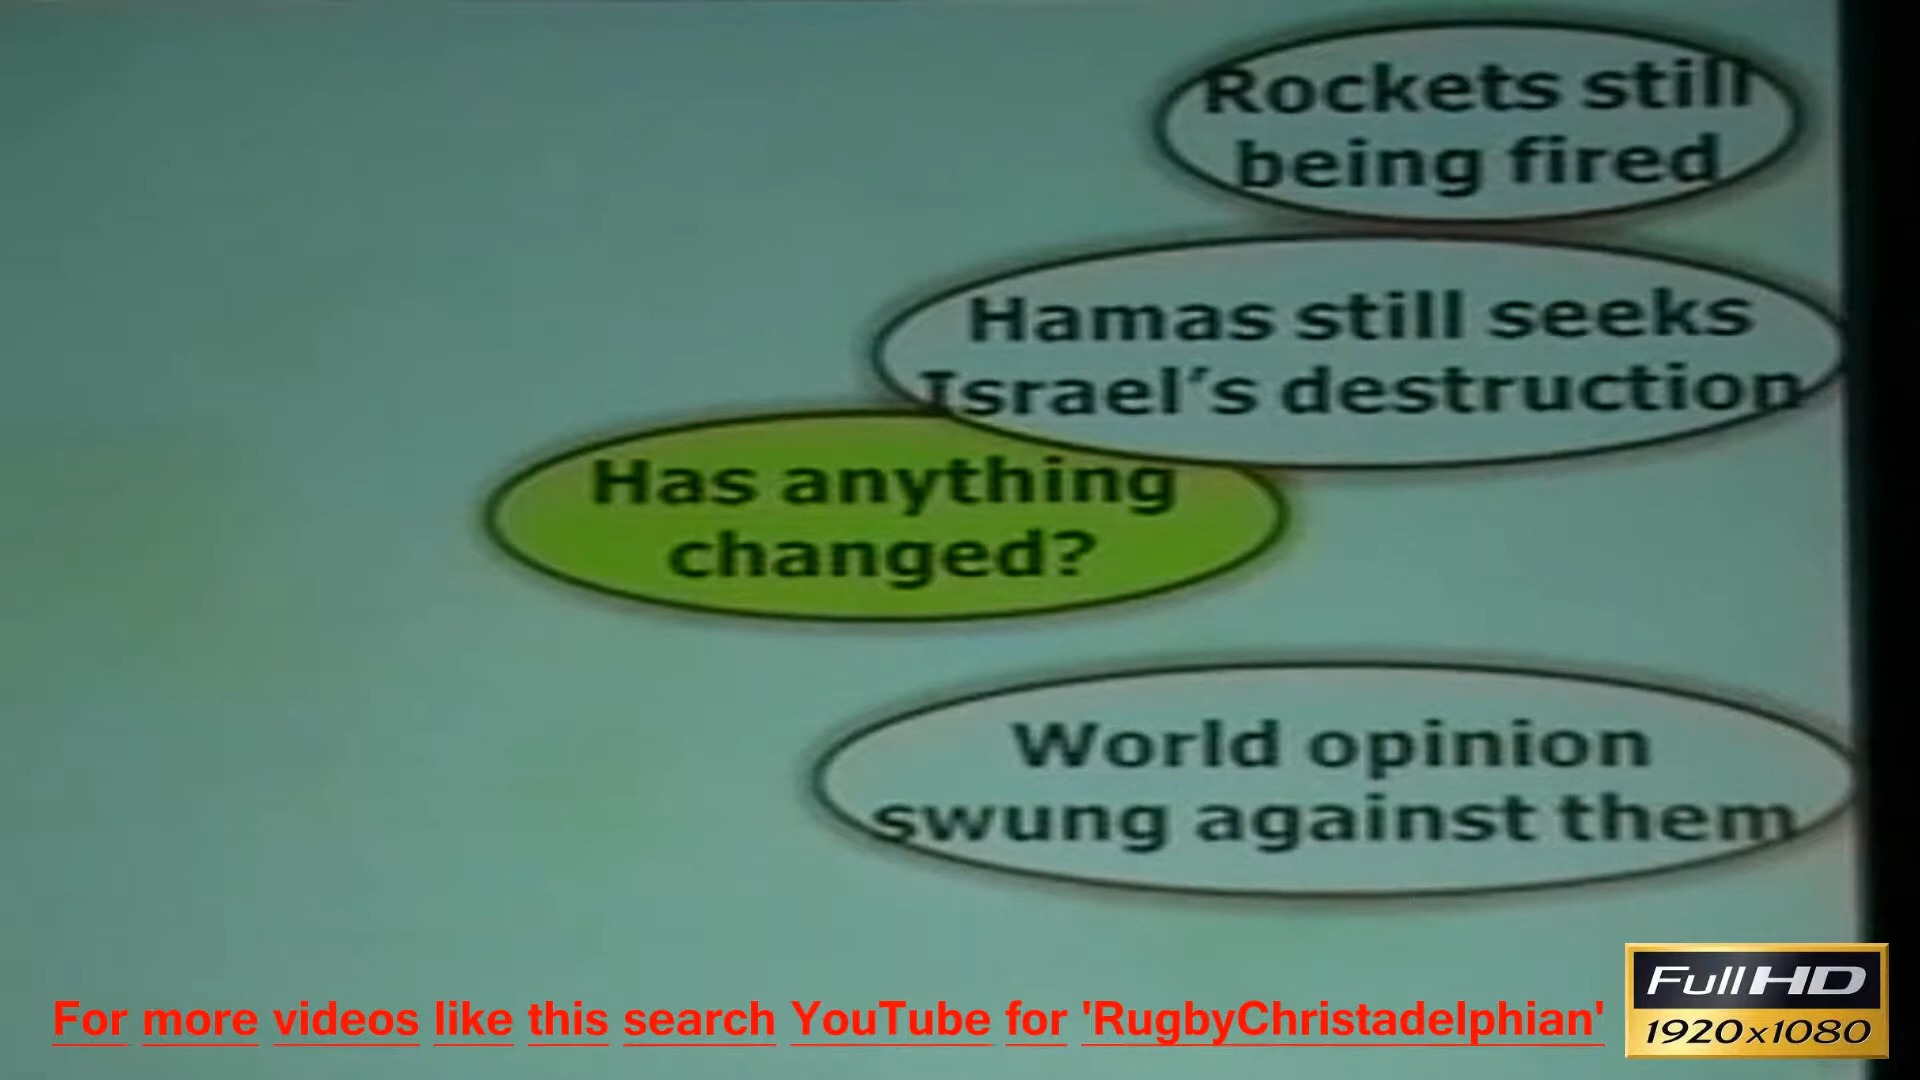 Rockets still
being fired
Hamas still seeks
Israel's destruction
Has anything
changed?
World opinion
swung against them
For more videos like this search YouTube for 'RugbyChristadelphian'
Full HD
1920x1080